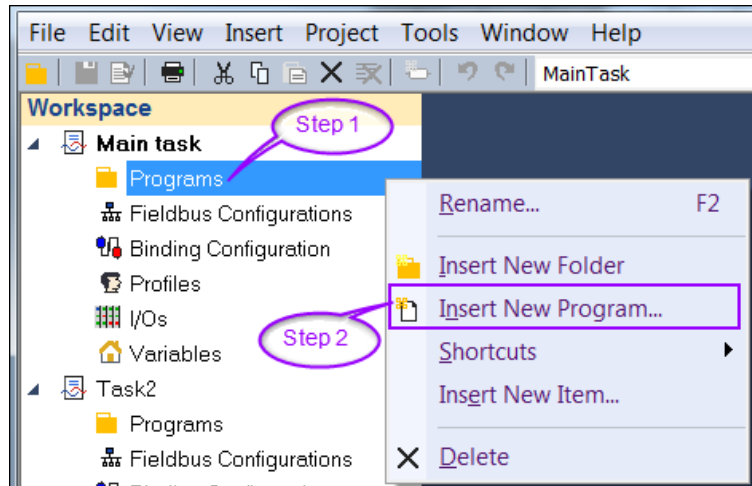 File Edit View Insert Project Tools Window Help
MainTask
Workspace
Step 1
Main task
Programs
Fieldbus Configurations
Binding Configuration
Profiles
I/Os
Variables
Task2
Programs
Fieldbus Configurations
Rename... F2
Insert New Folder
Insert New Program...
Step 2
Shortcuts
Insert New Item...
Delete